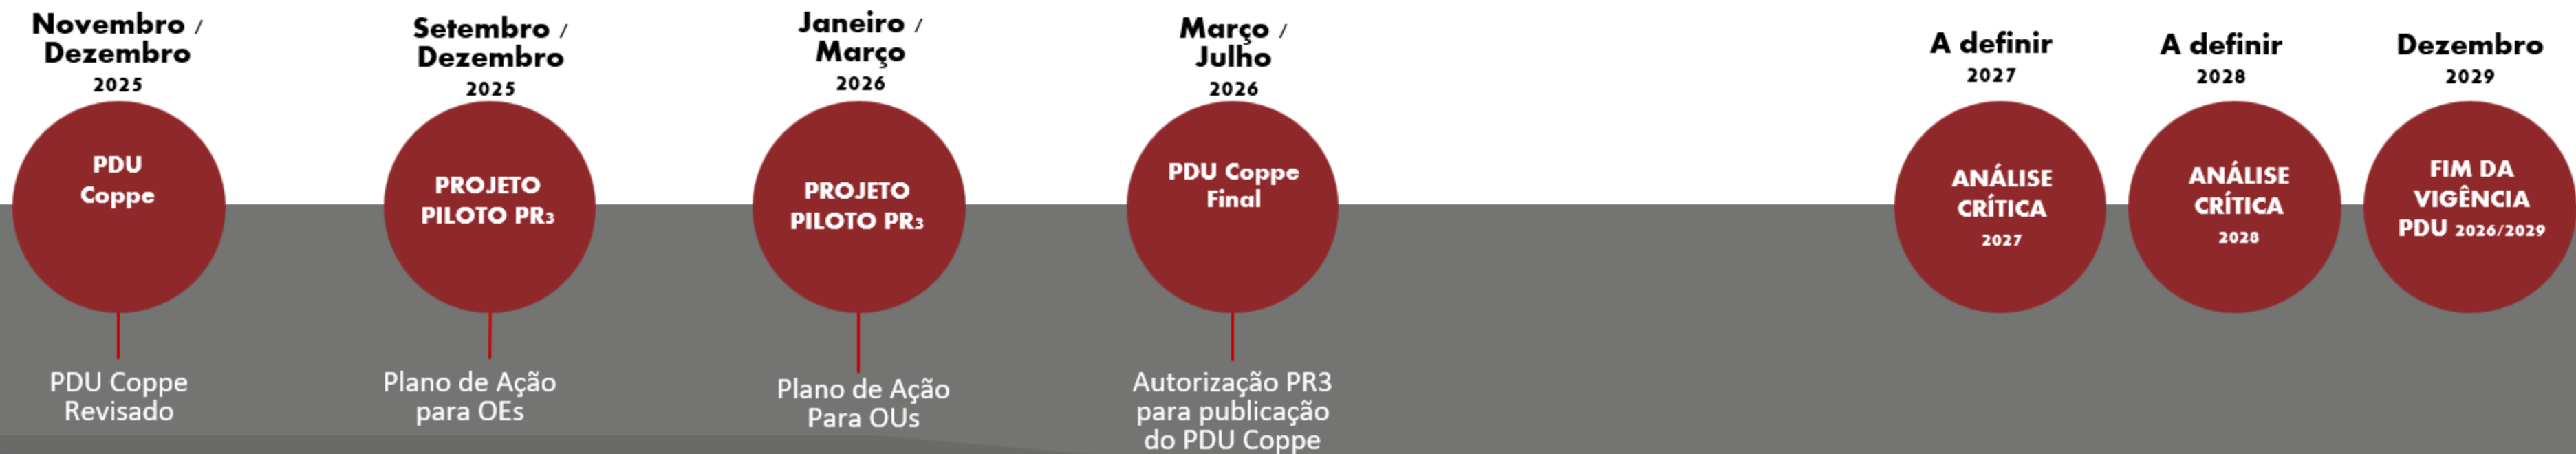 Novembro /
Dezembro
2025
PDU
Coppe
PDU Coppe
Revisado
Setembro /
Dezembro
2025
PROJETO
PILOTO PR3
Plano de Ação
para OEs
Janeiro /
Março
2026
PROJETO
PILOTO PR3
Plano de Ação
Para OUs
Março /
Julho
2026
PDU Coppe
Final
Autorização PR3
para publicação
do PDU Coppe
A definir
2027
ANÁLISE
CRÍTICA
2027
A definir
2028
ANÁLISE
CRÍTICA
2028
Dezembro
2029
FIM DA
VIGÊNCIA
PDU 2026/2029